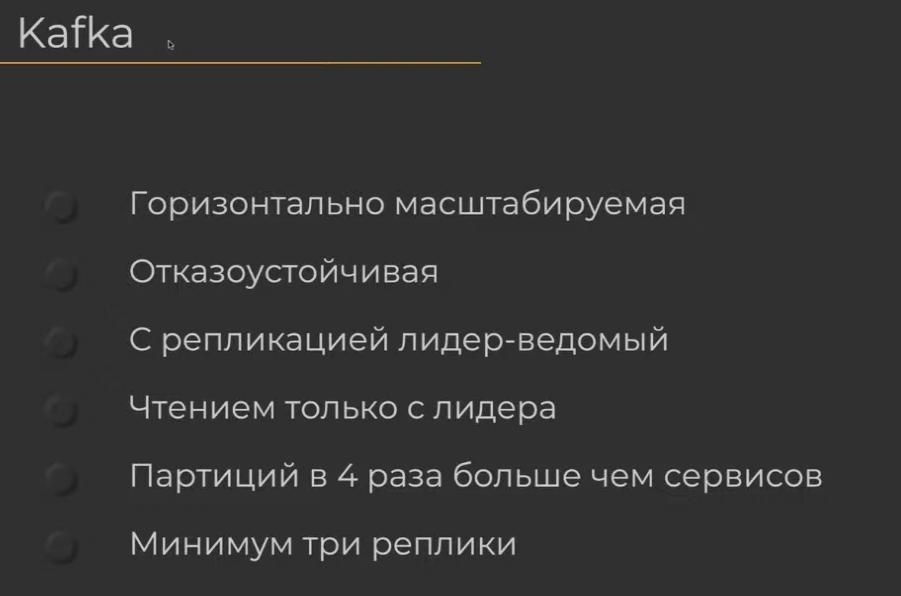 Kafka
Горизонтально масштабируемая
Отказоустойчивая
С репликацией лидер-ведомый
Чтением только с лидера
Партиций в 4 раза больше чем сервисов
Минимум три реплики